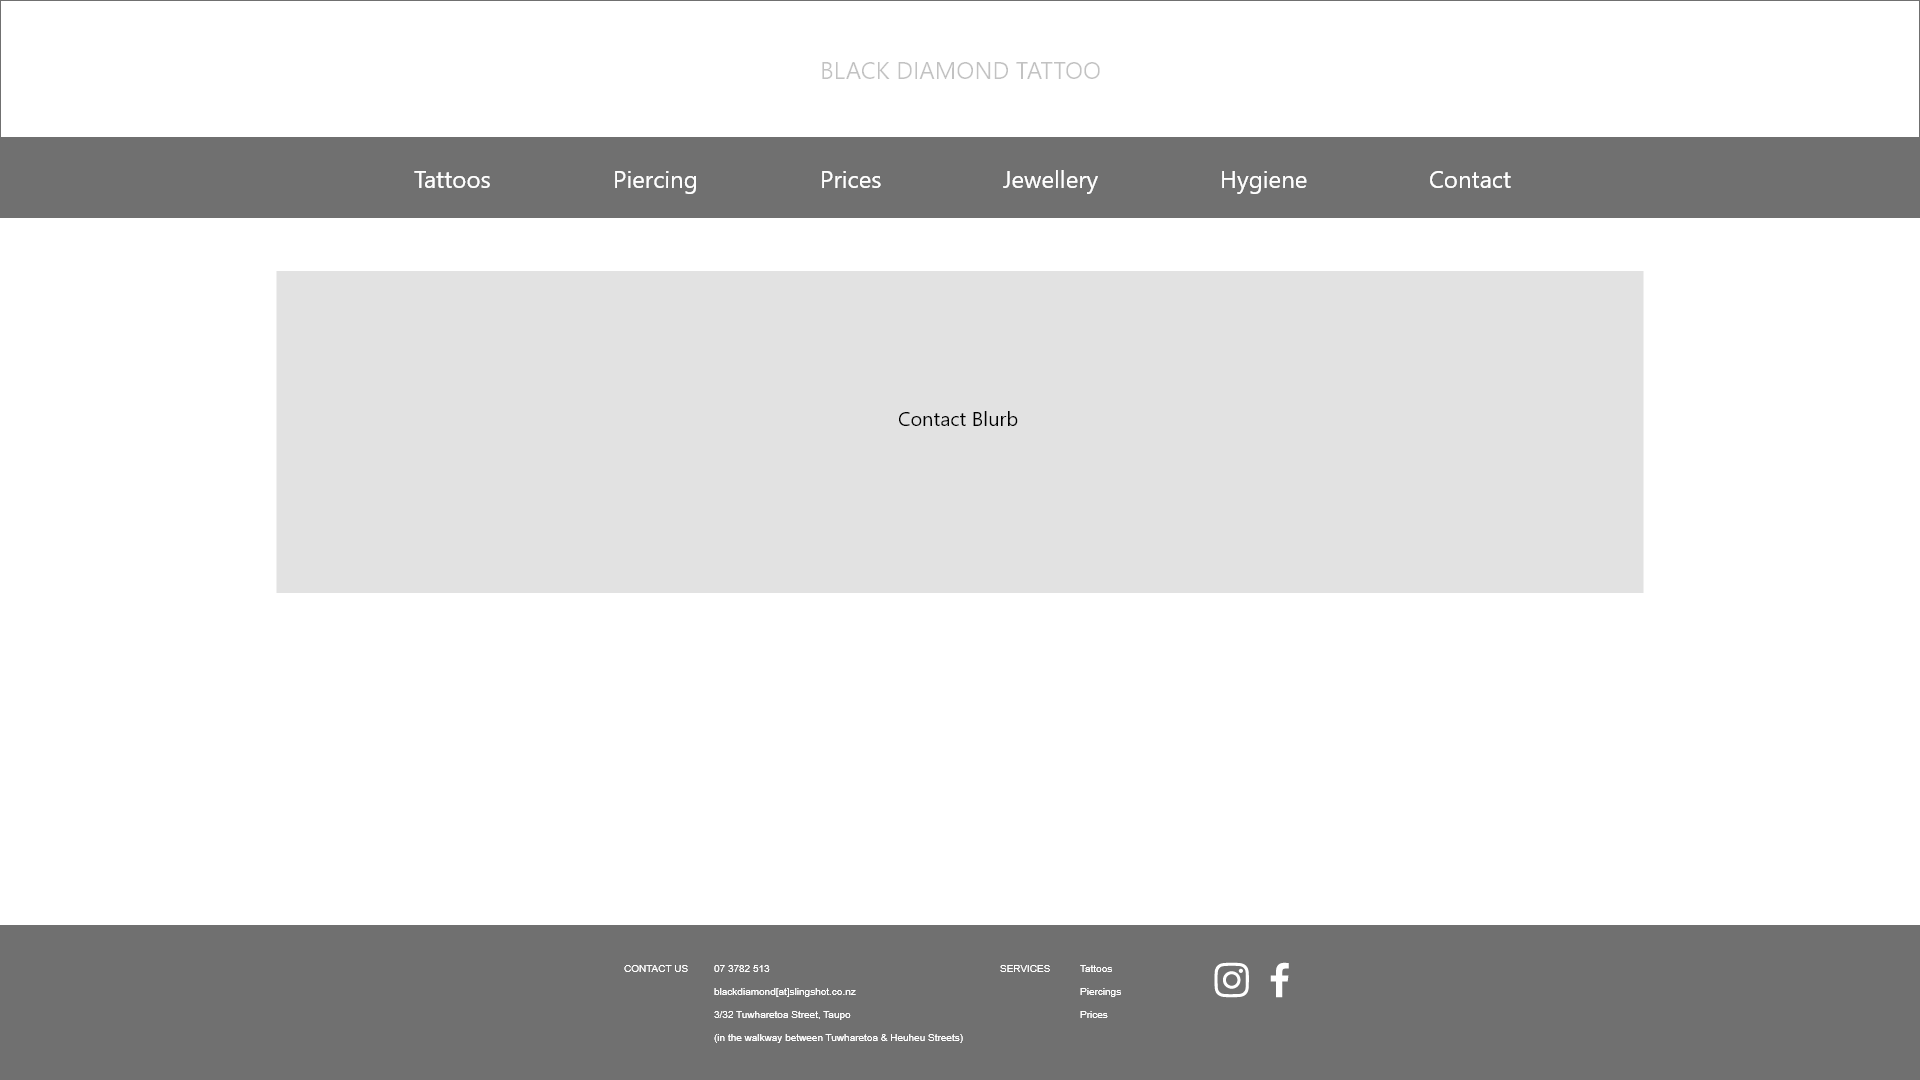 BLACK DIAMOND TATTOO
Tattoos Piercing Prices Jewellery Hygiene Contact
Contact Blurb
CONTACT US
07 3782 513
blackdiamond[at]slingshot.co.nz
3/32 Tuwharetoa Street, Taupo
(in the walkway between Tuwharetoa & Heuheu Streets)
SERVICES
Tattoos
Piercings
Prices